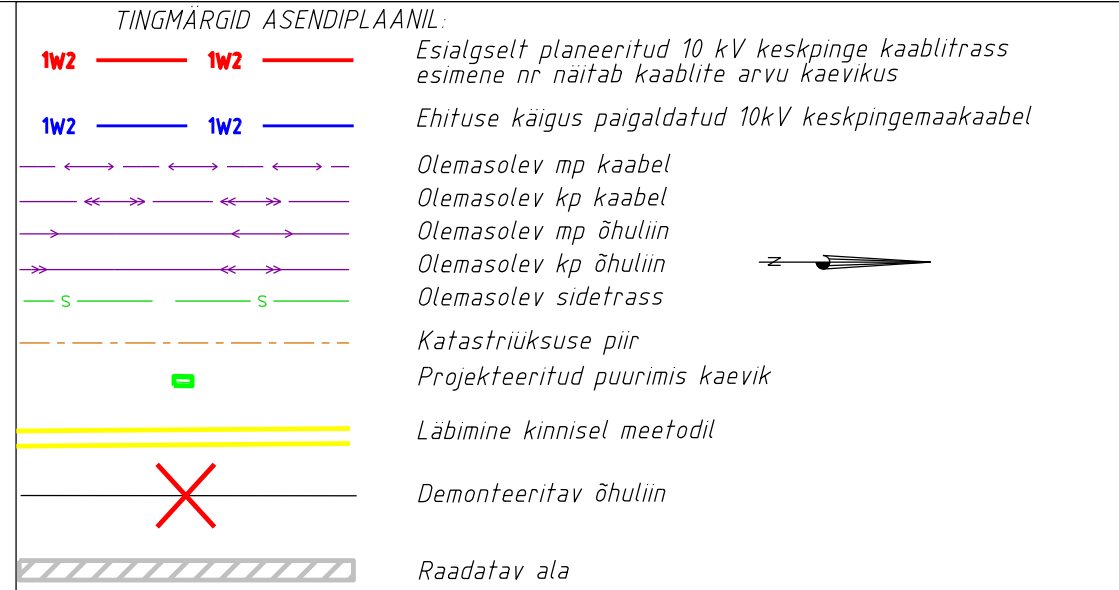 TINGMÄRGID ASENDIPLAANIL:
1W2 1W2 Esialgselt planeeritud 10 kV keskpinge kaablitrass
esimene nr näitab kaablite arvu kaevikus
1W2 1W2 Ehituse käigus paigaldatud 10kV keskpingemaakaabel
Olemasolev mp kaabel
Olemasolev kp kaabel
Olemasolev mp õhuliin
Olemasolev kp õhuliin
N
S S Olemasolev sidetrass
Katastriüksuse piir
Projekteeritud puurimis kaevik
Läbimine kinnisel meetodil
Demonteeritav õhuliin
Raadatav ala